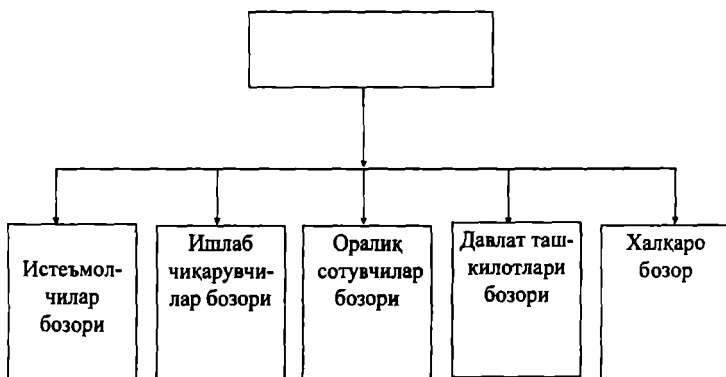 Истеъмол-
чилар
бозори
Ишлаб
чиқарувчи-
лар бозори
Оралиқ
сотувчилар
бозори
Давлат таш-
килотлари
бозори
Халқаро
бозор